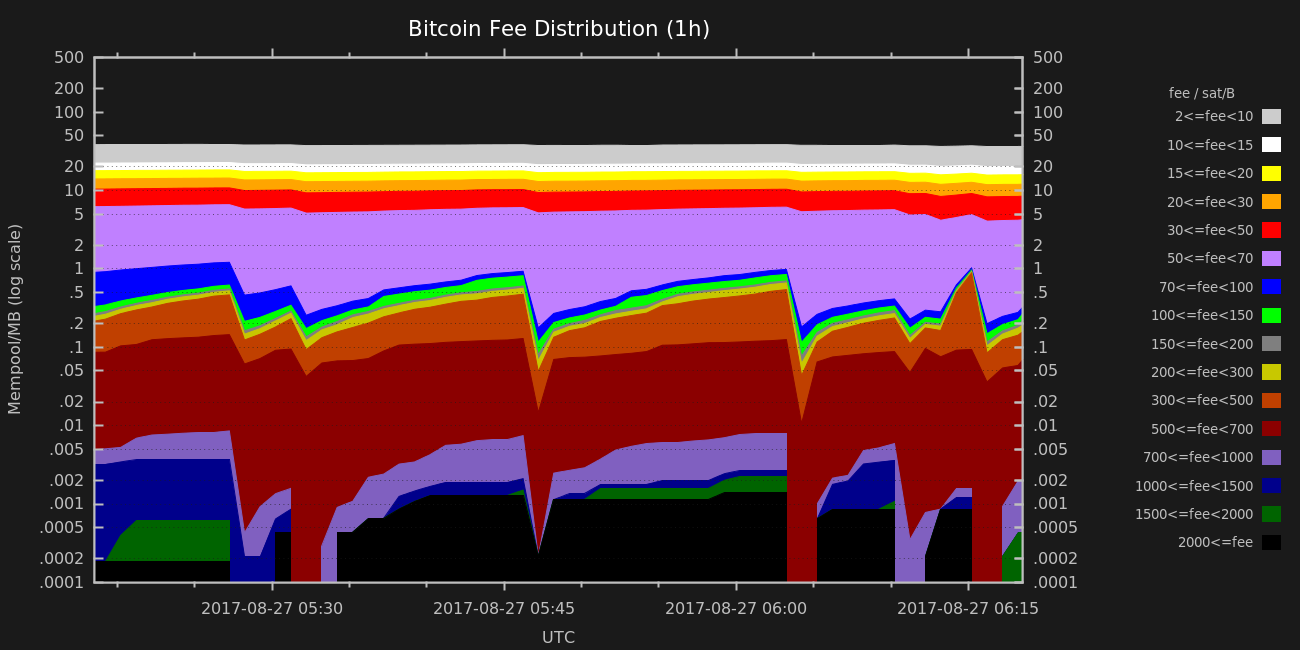 Bitcoin Fee Distribution (1h)
500
200
100
50
20
10
5
2
1
.5
.2
.1
.05
.02
.01
.005
.002
.001
.0005
.0002
.0001
Mempool/MB (log scale)
500
200
100
50
20
10
5
2
1
.5
.2
.1
.05
.02
.01
.005
.002
.001
.0005
.0002
.0001
2017-08-27 05:30 2017-08-27 05:45 2017-08-27 06:00 2017-08-27 06:15
UTC
fee / sat/B
2<=fee<10
10<=fee<15
15<=fee<20
20<=fee<30
30<=fee<50
50<=fee<70
70<=fee<100
100<=fee<150
150<=fee<200
200<=fee<300
300<=fee<500
500<=fee<700
700<=fee<1000
1000<=fee<1500
1500<=fee<2000
2000<=fee